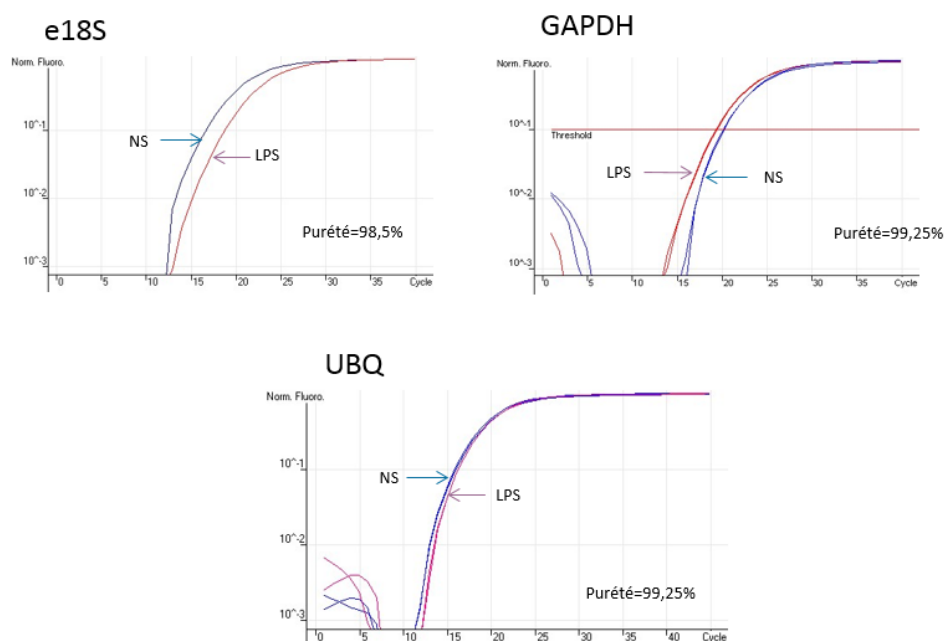 e18S
Norm. Fluoro.
10^-1
10^-2
10^-3
NS
LPS
Purété=98,5%
0 5 10 15 20 25 30 35 Cycle
GAPDH
Norm. Fluoro.
10^-1
Threshold
10^-2
10^-3
LPS
NS
Purété=99,25%
0 5 10 15 20 25 30 35 Cycle
UBQ
Norm. Fluoro.
10^-1
10^-2
10^-3
NS
LPS
Purété=99,25%
0 5 10 15 20 25 30 35 40 Cycle